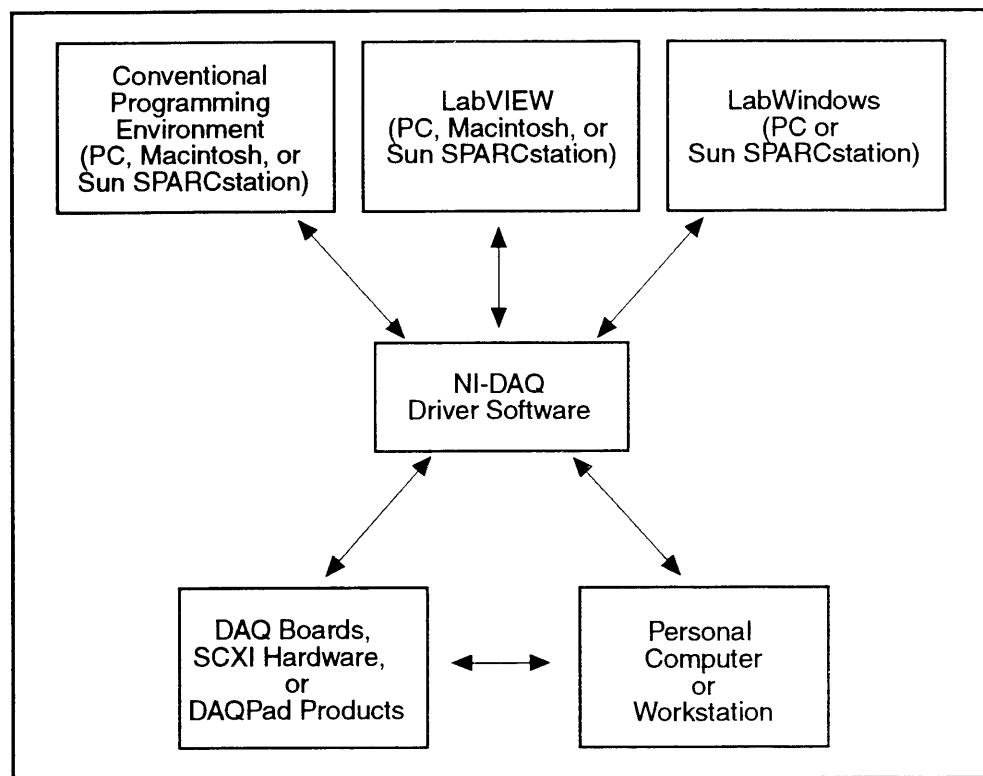 Conventional
Programming
Environment
(PC, Macintosh, or
Sun SPARCstation)
LabVIEW
(PC, Macintosh, or
Sun SPARCstation)
LabWindows
(PC or
Sun SPARCstation)
NI-DAQ
Driver Software
DAQ Boards,
SCXI Hardware,
or
DAQPad Products
Personal
Computer
or
Workstation